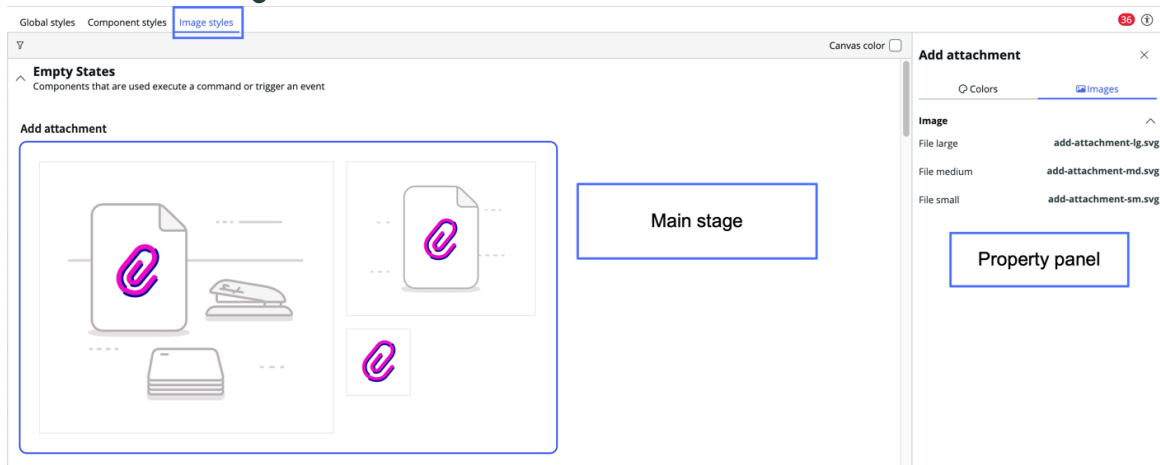 Global styles Component styles Image styles
36
Canvas color
Empty States
Components that are used execute a command or trigger an event
Add attachment
Main stage
Add attachment
Colors Images
Image
File large add-attachment-lg.svg
File medium add-attachment-md.svg
File small add-attachment-sm.svg
Property panel